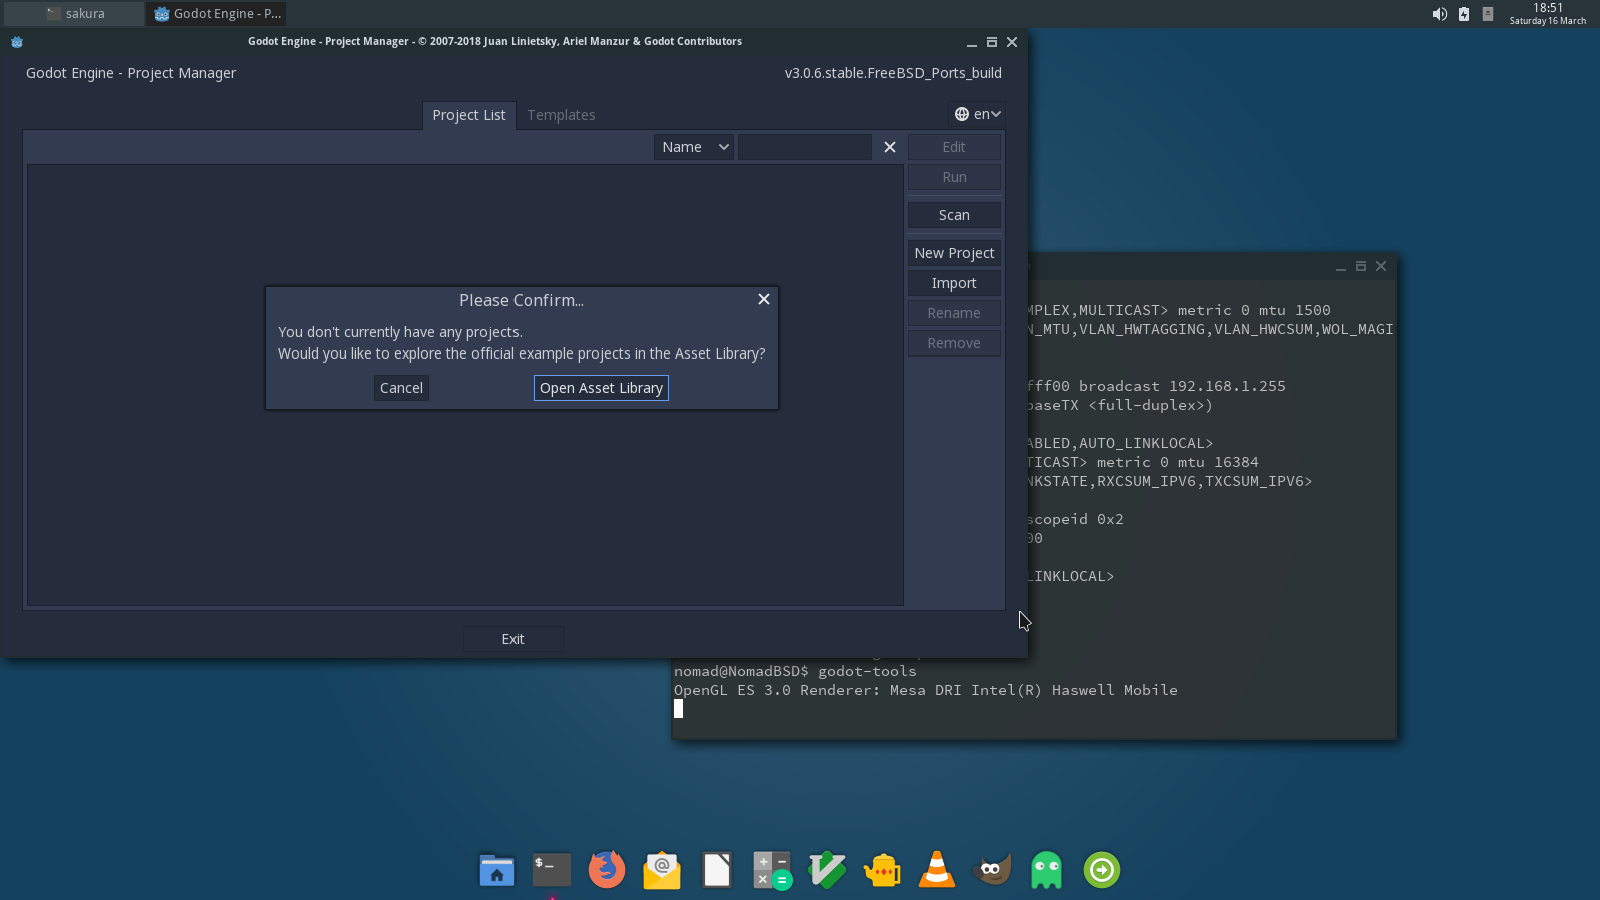 sakura
Godot Engine - P...
18:51
Saturday 16 March
Godot Engine - Project Manager - © 2007-2018 Juan Linietsky, Ariel Manzur & Godot Contributors
Godot Engine - Project Manager
v3.0.6.stable.FreeBSD_Ports_build
Project List
Templates
en
Name
Edit
Run
Scan
New Project
Import
Rename
Remove
Please Confirm...
You don't currently have any projects.
Would you like to explore the official example projects in the Asset Library?
Cancel
Open Asset Library
Exit
MPLEX,MULTICAST> metric 0 mtu 1500
N_MTU,VLAN_HWTAGGING,VLAN_HWCSUM,WOL_MAGI
fff00 broadcast 192.168.1.255
baseTX <full-duplex>)
ABLED,AUTO_LINKLOCAL>
TICAST> metric 0 mtu 16384
NKSTATE,RXCSUM_IPV6,TXCSUM_IPV6>
scopeid 0x2
00
LINKLOCAL>
nomad@NomadBSD$ godot-tools
OpenGL ES 3.0 Renderer: Mesa DRI Intel(R) Haswell Mobile
$_